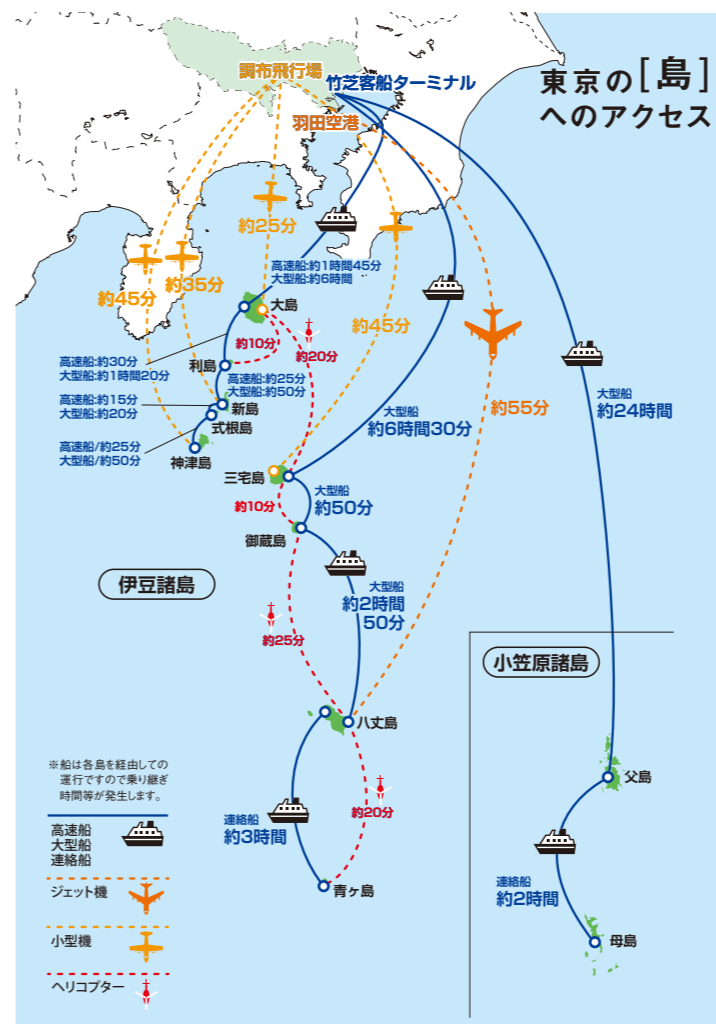 東京の[島]
へのアクセス
調布飛行場
竹芝客船ターミナル
羽田空港
約25分
約45分
約35分
高速船:約1時間45分
大型船:約6時間
大島
約45分
約10分
約20分
高速船:約30分
大型船:約1時間20分
利島
高速船:約25分
大型船:約50分
高速船:約15分
大型船:約20分
新島
式根島
高速船/約25分
大型船/約50分
神津島
約55分
大型船
約24時間
大型船
約6時間30分
三宅島
大型船
約50分
約10分
御蔵島
伊豆諸島
大型船
約2時間
50分
約25分
小笠原諸島
八丈島
※船は各島を経由しての
運行ですので乗り継ぎ
時間等が発生します。
父島
約20分
連絡船
約3時間
高速船
大型船
連絡船
青ヶ島
連絡船
約2時間
ジェット機
母島
小型機
ヘリコプター